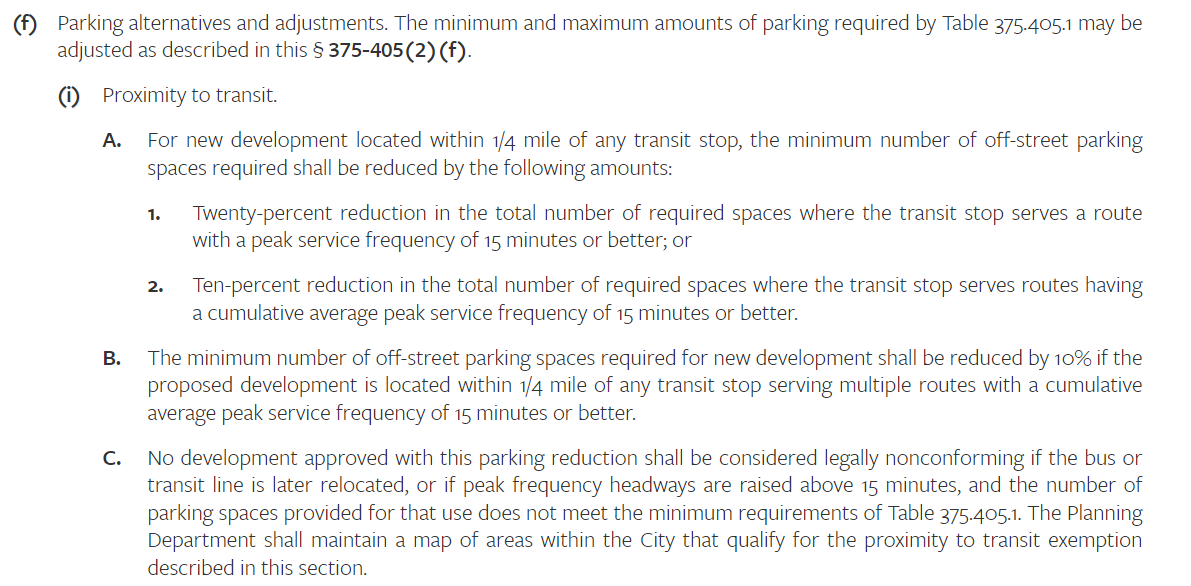 (f) Parking alternatives and adjustments. The minimum and maximum amounts of parking required by Table 375.405.1 may be
adjusted as described in this § 375-405(2)(f).
(i) Proximity to transit.
A. For new development located within 1/4 mile of any transit stop, the minimum number of off-street parking
spaces required shall be reduced by the following amounts:
1. Twenty-percent reduction in the total number of required spaces where the transit stop serves a route
with a peak service frequency of 15 minutes or better; or
2. Ten-percent reduction in the total number of required spaces where the transit stop serves routes having
a cumulative average peak service frequency of 15 minutes or better.
B. The minimum number of off-street parking spaces required for new development shall be reduced by 10% if the
proposed development is located within 1/4 mile of any transit stop serving multiple routes with a cumulative
average peak service frequency of 15 minutes or better.
C. No development approved with this parking reduction shall be considered legally nonconforming if the bus or
transit line is later relocated, or if peak frequency headways are raised above 15 minutes, and the number of
parking spaces provided for that use does not meet the minimum requirements of Table 375.405.1. The Planning
Department shall maintain a map of areas within the City that qualify for the proximity to transit exemption
described in this section.